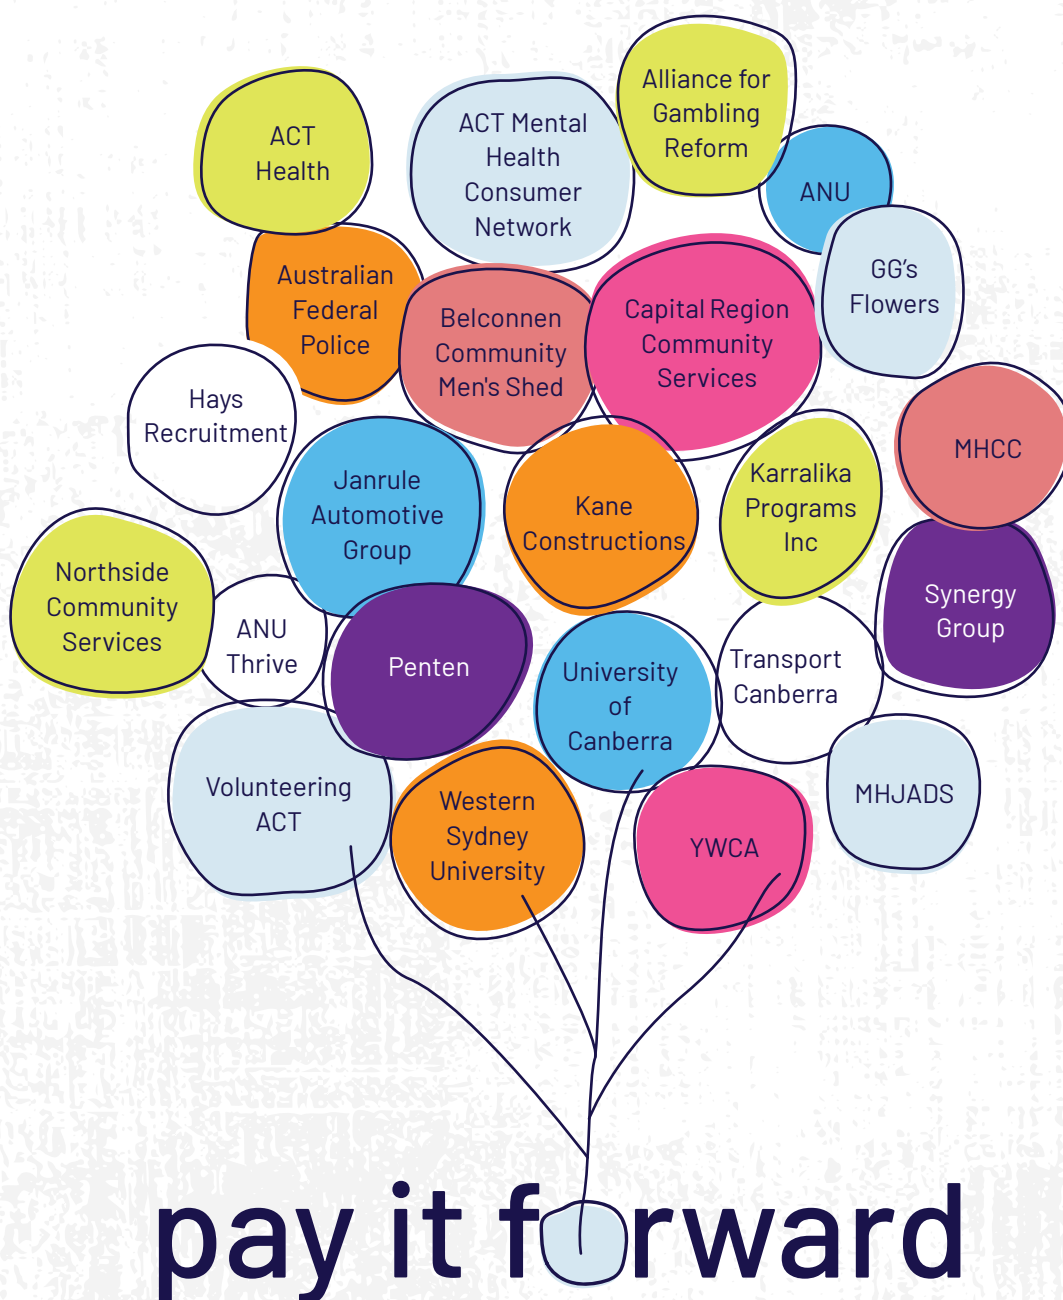 Alliance for
Gambling
Reform
ACT
Health
ACT Mental
Health
Consumer
Network
ANU
GG's
Flowers
Australian
Federal
Police
Belconnen
Community
Men's Shed
Capital Region
Community
Services
Hays
Recruitment
MHCC
Janrule
Automotive
Group
Kane
Constructions
Karralika
Programs
Inc
Northside
Community
Services
ANU
Thrive
Penten
University
of
Canberra
Transport
Canberra
Synergy
Group
Volunteering
ACT
Western
Sydney
University
YWCA
MHJADS
pay it forward